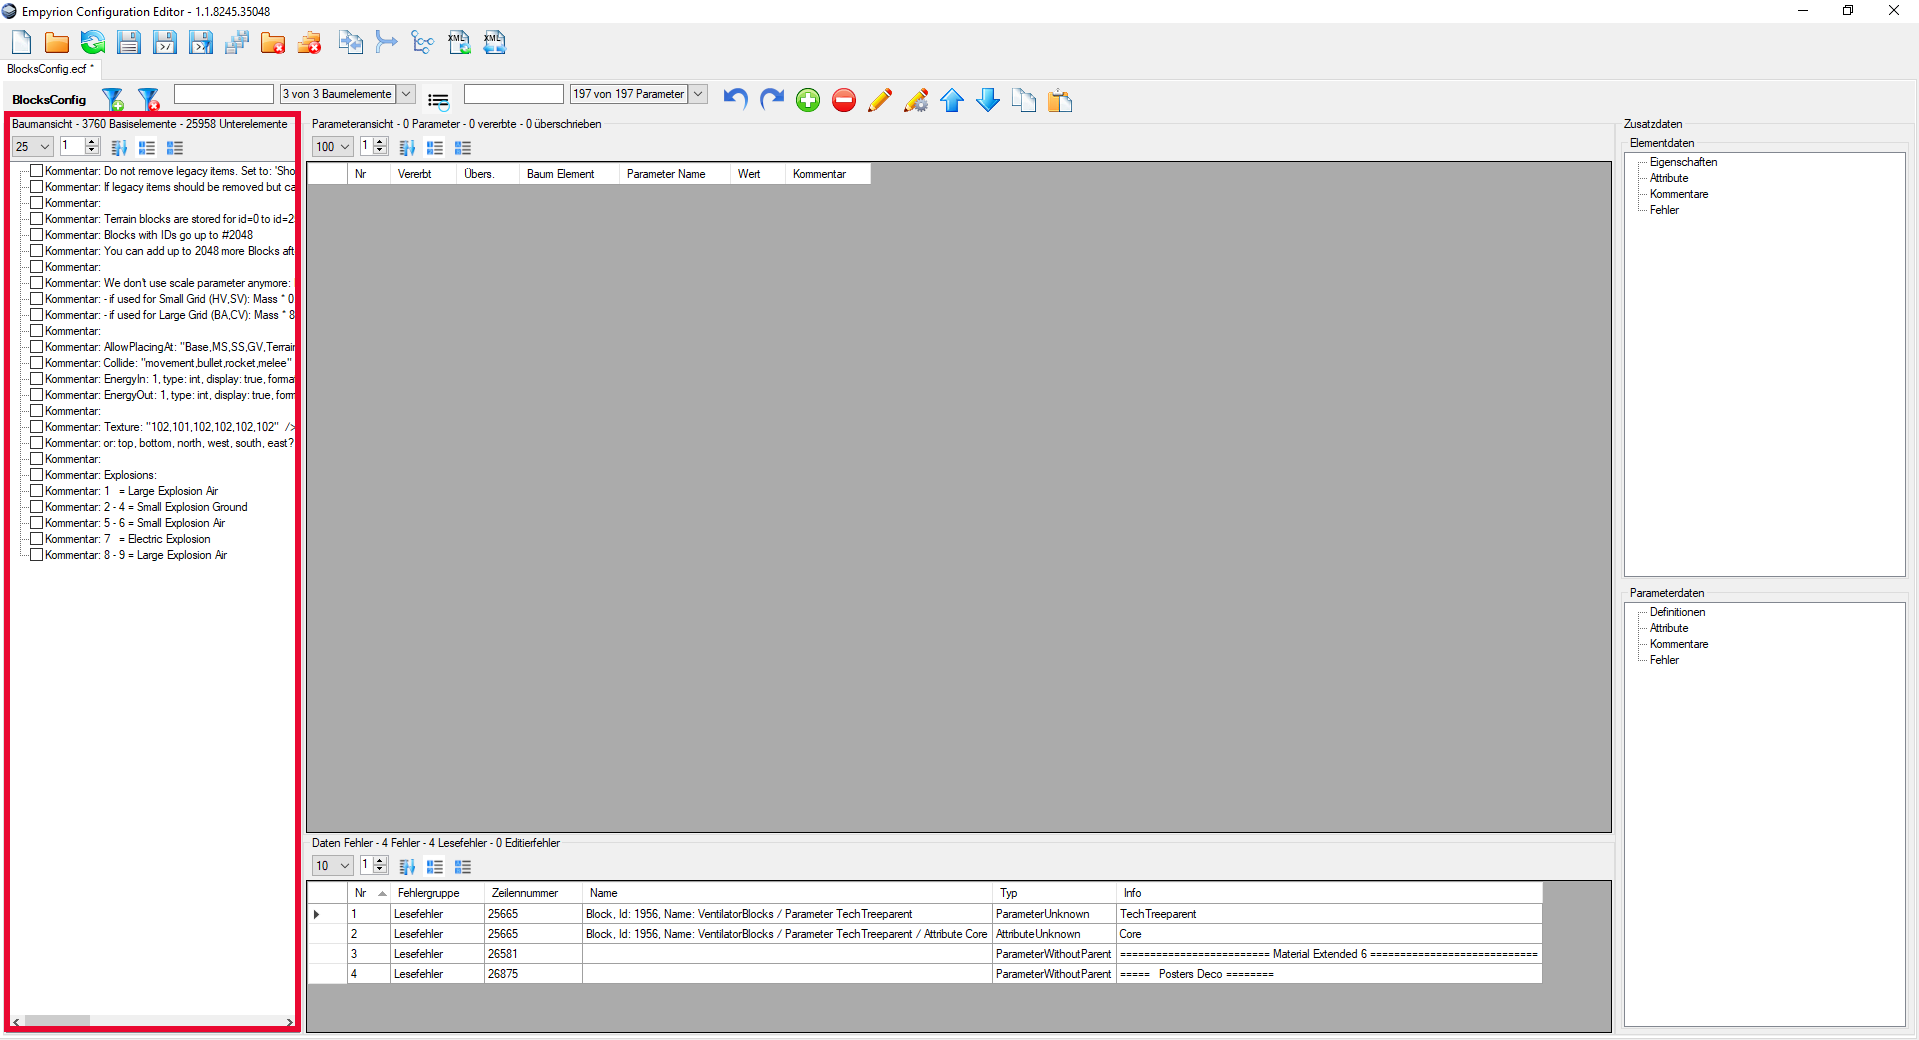 Empyrion Configuration Editor - 1.1.8245.35048
XML XML
BlocksConfig.ecf *
BlocksConfig
3 von 3 Baumelemente
197 von 197 Parameter
Baumansicht - 3760 Basiselemente - 25958 Unterelemente
25 1
Kommentar: Do not remove legacy items. Set to: 'Sho
Kommentar: If legacy items should be removed but ca
Kommentar:
Kommentar: Terrain blocks are stored for id=0 to id=2
Kommentar: Blocks with IDs go up to #2048
Kommentar: You can add up to 2048 more Blocks aft
Kommentar:
Kommentar: We don't use scale parameter anymore:
Kommentar: - if used for Small Grid (HV,SV): Mass * 0
Kommentar: - if used for Large Grid (BA,CV): Mass * 8
Kommentar:
Kommentar: AllowPlacingAt: "Base,MS,SS,GV,Terrain
Kommentar: Collide: "movement,bullet,rocket,melee"
Kommentar: EnergyIn: 1, type: int, display: true, format
Kommentar: EnergyOut: 1, type: int, display: true, form
Kommentar:
Kommentar: Texture: "102,101,102,102,102,102" />
Kommentar: or: top, bottom, north, west, south, east?
Kommentar:
Kommentar: Explosions:
Kommentar: 1 = Large Explosion Air
Kommentar: 2 - 4 = Small Explosion Ground
Kommentar: 5 - 6 = Small Explosion Air
Kommentar: 7 = Electric Explosion
Kommentar: 8 - 9 = Large Explosion Air
Parameteransicht - 0 Parameter - 0 vererbte - 0 überschrieben
100 1
Nr Vererbt Übers. Baum Element Parameter Name Wert Kommentar
Daten Fehler - 4 Fehler - 4 Lesefehler - 0 Editierfehler
10 1
Nr Fehlergruppe Zeilennummer Name Typ Info
1 Lesefehler 25665 Block, Id: 1956, Name: VentilatorBlocks / Parameter TechTreeparent ParameterUnknown TechTreeparent
2 Lesefehler 25665 Block, Id: 1956, Name: VentilatorBlocks / Parameter TechTreeparent / Attribute Core AttributeUnknown Core
3 Lesefehler 26581 ParameterWithoutParent ========================= Material Extended 6 ============================
4 Lesefehler 26875 ParameterWithoutParent ===== Posters Deco ========
Zusatzdaten
Elementdaten
Eigenschaften
Attribute
Kommentare
Fehler
Parameterdaten
Definitionen
Attribute
Kommentare
Fehler